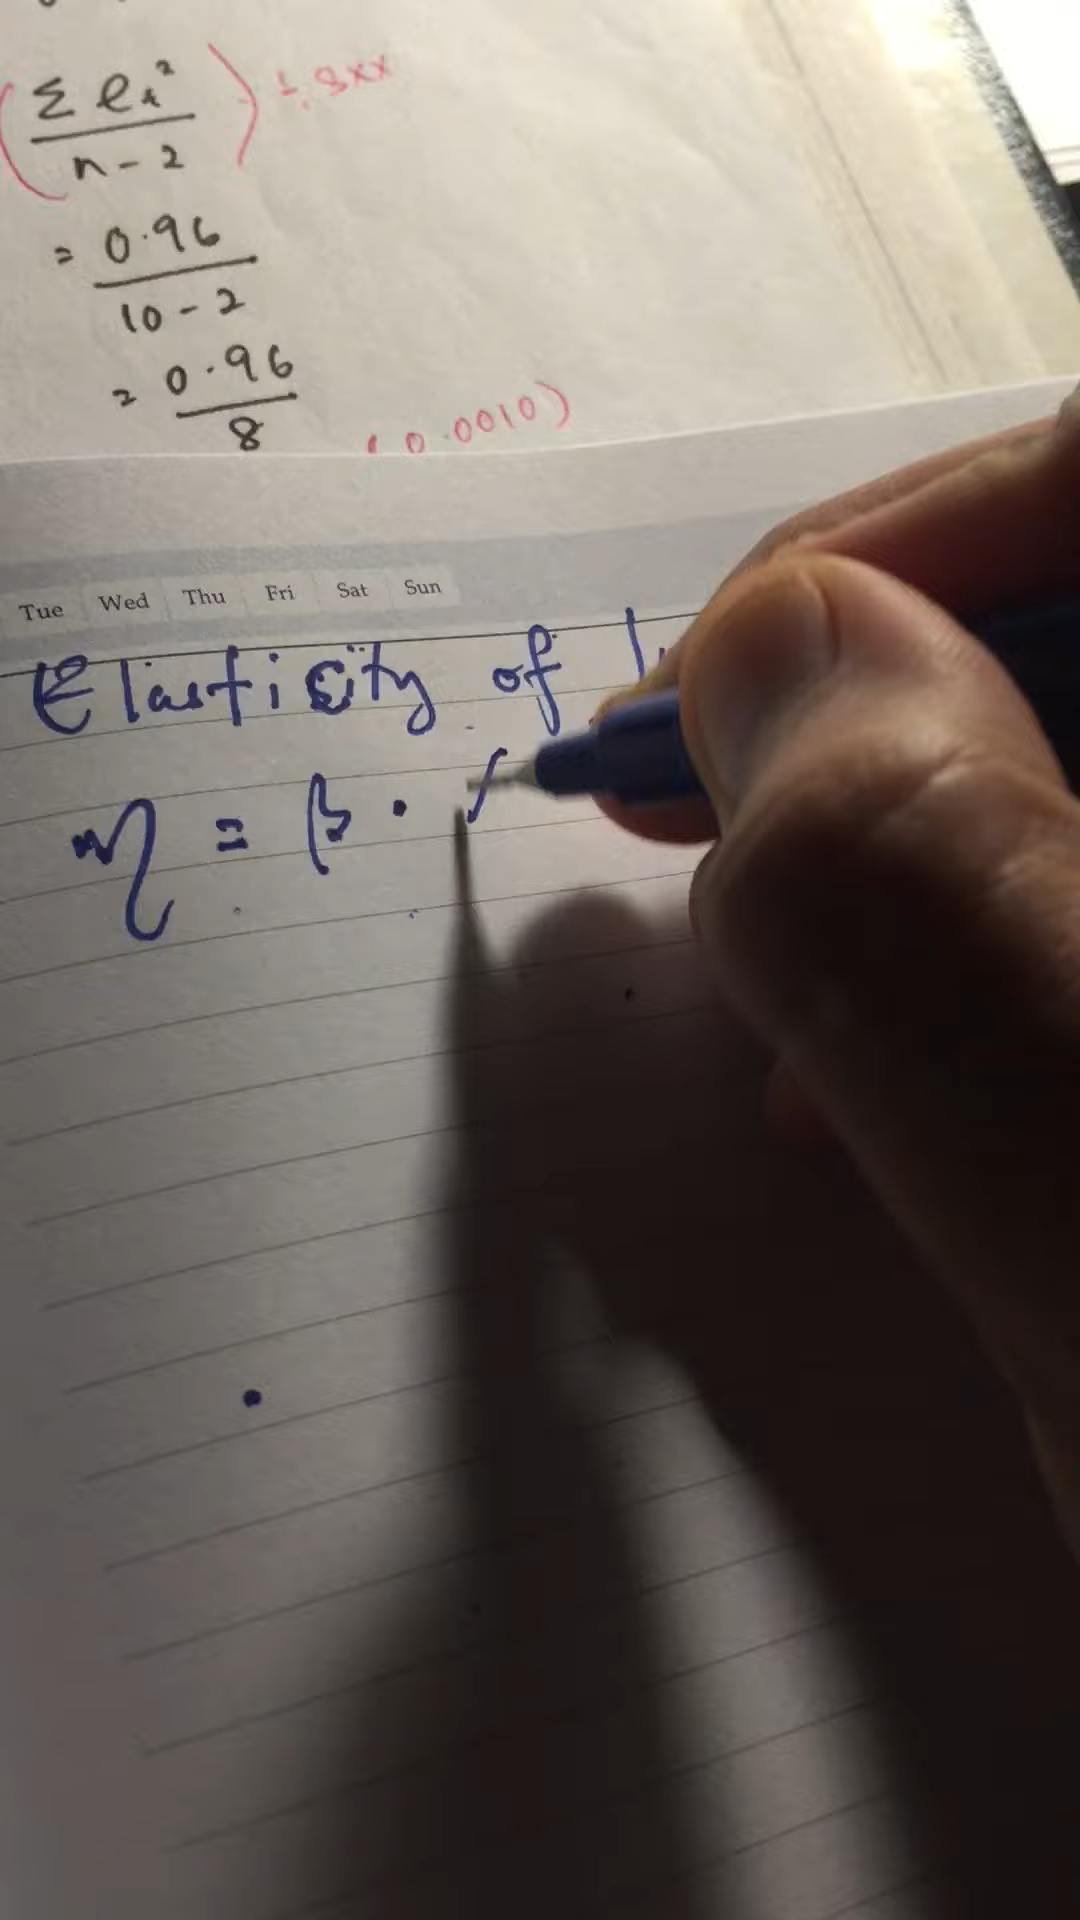 ( Σ eᵢ² / n - 2 ) ÷ Sxx
= 0.96 / 10 - 2
= 0.96 / 8
(0.0010)
Tue Wed Thu Fri Sat Sun
Elasticity of
η = β ·